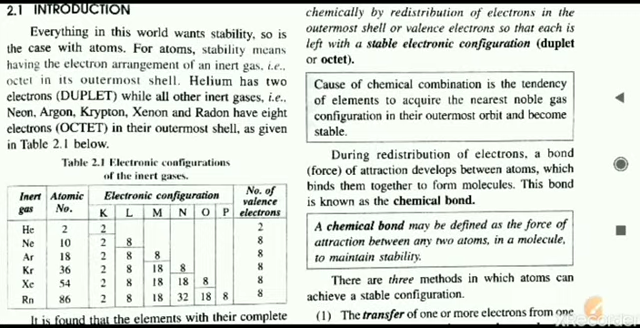 2.1 INTRODUCTION
Everything in this world wants stability, so is
the case with atoms. For atoms, stability means
having the electron arrangement of an inert gas, i.e.,
octet in its outermost shell. Helium has two
electrons (DUPLET) while all other inert gases, i.e.,
Neon, Argon, Krypton, Xenon and Radon have eight
electrons (OCTET) in their outermost shell, as given
in Table 2.1 below.
Table 2.1 Electronic configurations
of the inert gases.
Inert gas Atomic No. Electronic configuration No. of valence electrons
K L M N O P
He 2 2 2
Ne 10 2 8 8
Ar 18 2 8 8 8
Kr 36 2 8 18 8 8
Xe 54 2 8 18 18 8 8
Rn 86 2 8 18 32 18 8 8
It is found that the elements with their complete
chemically by redistribution of electrons in the
outermost shell or valence electrons so that each is
left with a stable electronic configuration (duplet
or octet).
Cause of chemical combination is the tendency
of elements to acquire the nearest noble gas
configuration in their outermost orbit and become
stable.
During redistribution of electrons, a bond
(force) of attraction develops between atoms, which
binds them together to form molecules. This bond
is known as the chemical bond.
A chemical bond may be defined as the force of
attraction between any two atoms, in a molecule,
to maintain stability.
There are three methods in which atoms can
achieve a stable configuration.
(1) The transfer of one or more electrons from one